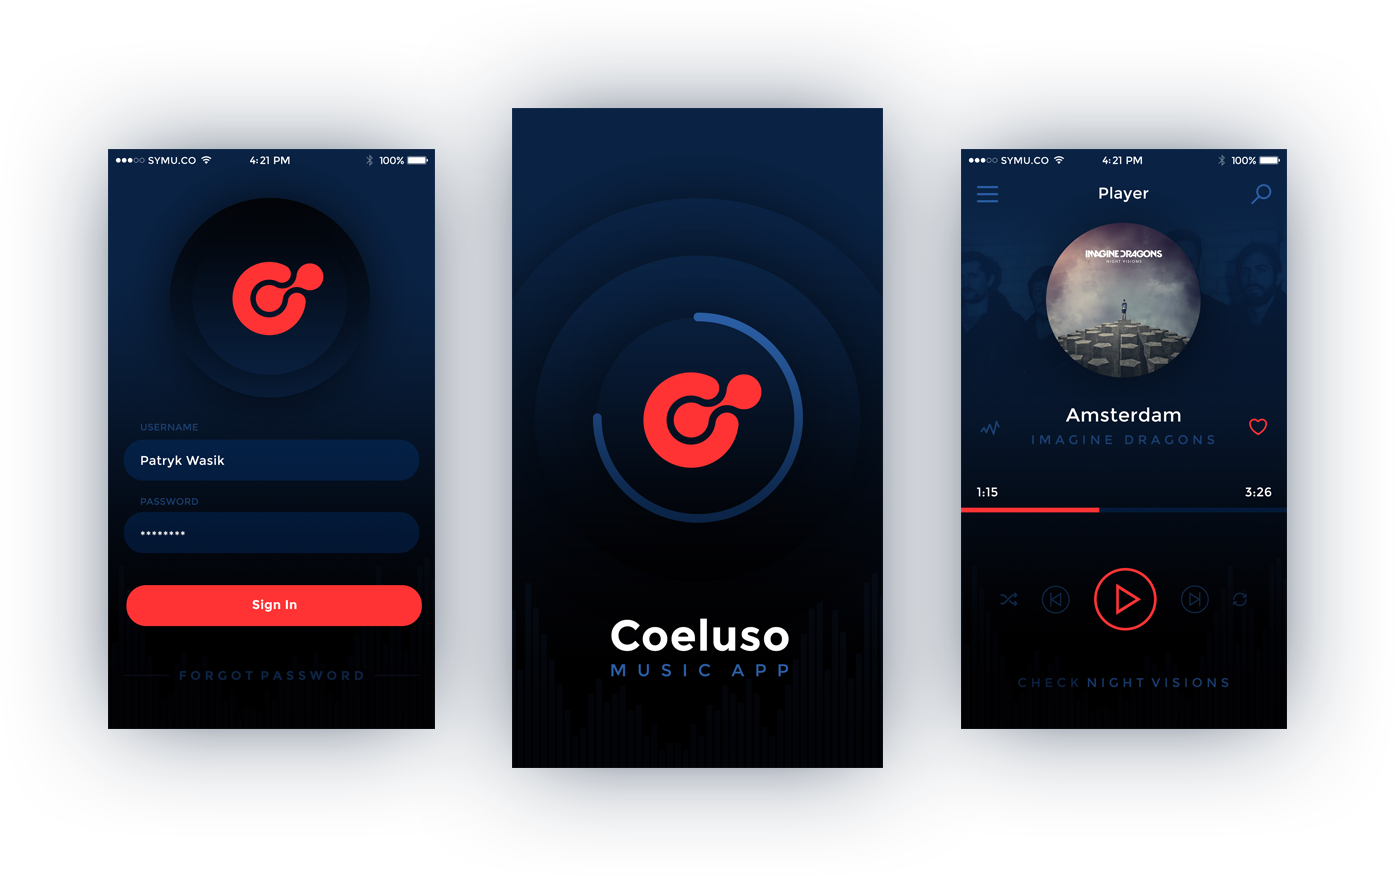 SYMU.CO 4:21 PM 100%
USERNAME
Patryk Wasik
PASSWORD
********
Sign In
FORGOT PASSWORD
Coeluso
MUSIC APP
SYMU.CO 4:21 PM 100%
Player
IMAGINE DRAGONS
NIGHT VISIONS
Amsterdam
IMAGINE DRAGONS
1:15 3:26
CHECK NIGHT VISIONS